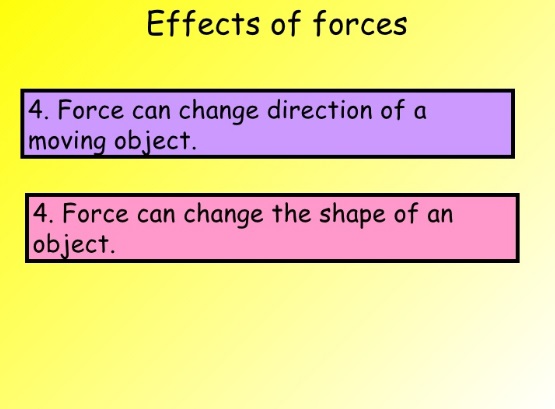 Effects of forces
4. Force can change direction of a
moving object.
4. Force can change the shape of an
object.